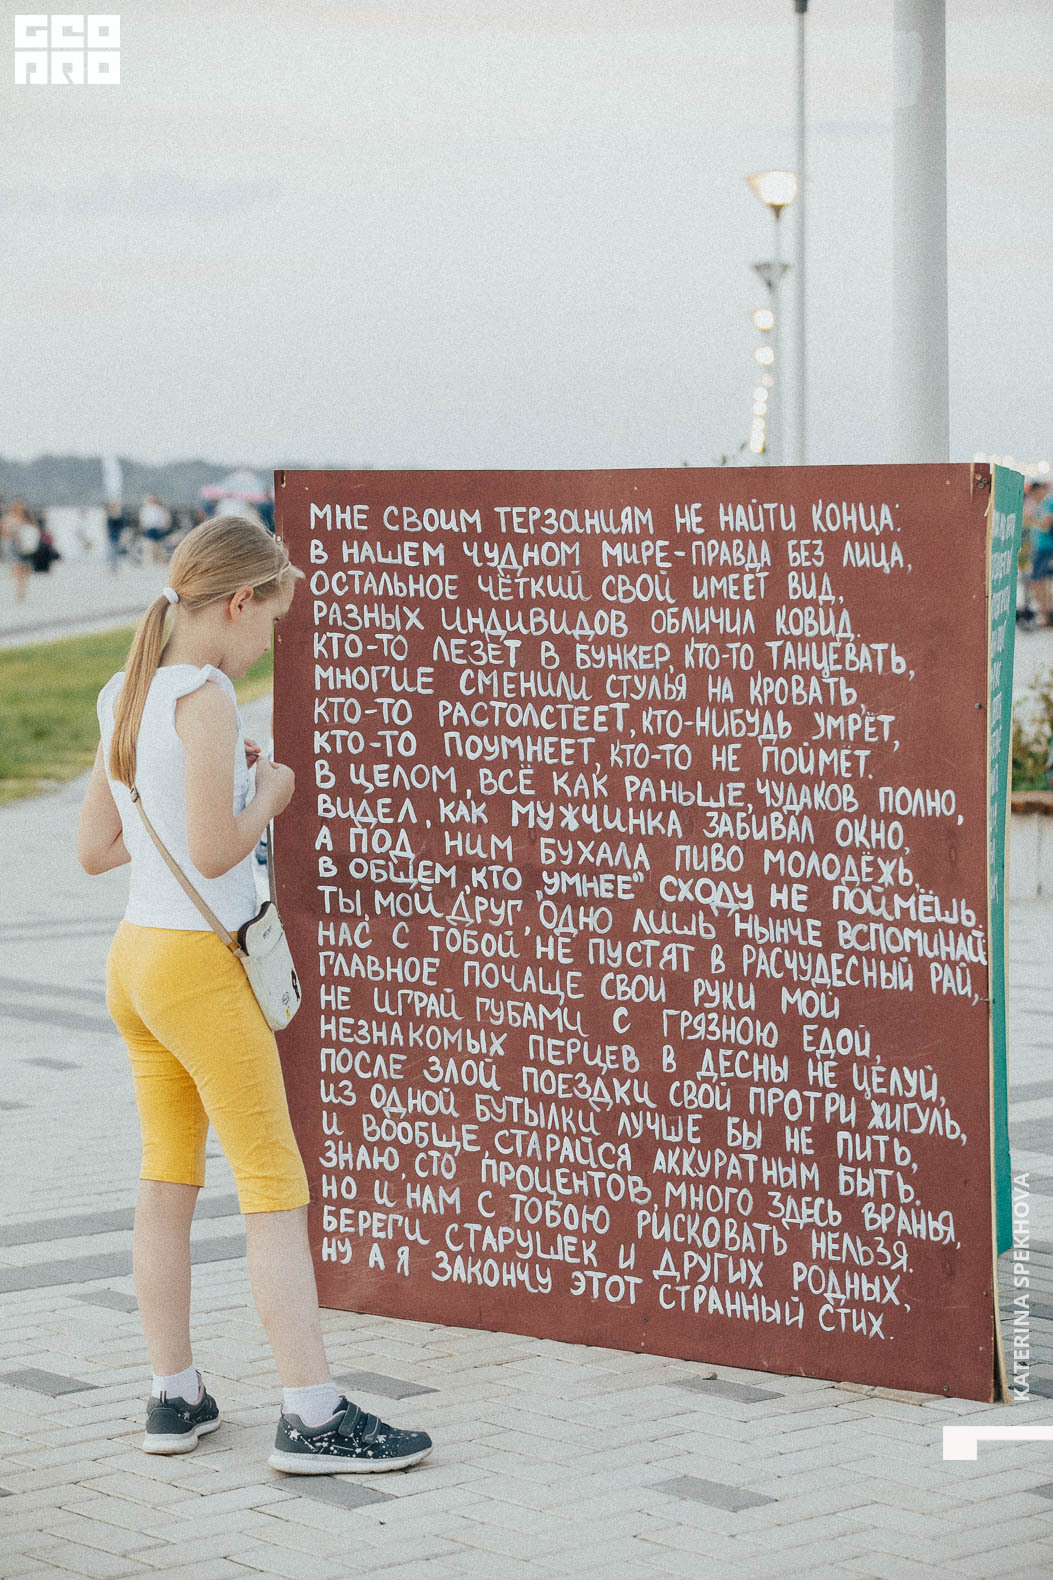 GEO
PRO
МНЕ СВОИМ ТЕРЗАНИЯМ НЕ НАЙТИ КОНЦА:
В НАШЕМ ЧУДНОМ МИРЕ-ПРАВДА БЕЗ ЛИЦА,
ОСТАЛЬНОЕ ЧЁТКИЙ СВОЙ ИМЕЕТ ВИД,
РАЗНЫХ ИНДИВИДОВ ОБЛИЧИЛ КОВИД.
КТО-ТО ЛЕЗЕТ В БУНКЕР, КТО-ТО ТАНЦЕВАТЬ,
МНОГИЕ СМЕНИЛИ СТУЛЬЯ НА КРОВАТЬ,
КТО-ТО РАСТОЛСТЕЕТ, КТО-НИБУДЬ УМРЁТ,
КТО-ТО ПОУМНЕЕТ, КТО-ТО НЕ ПОЙМЁТ.
В ЦЕЛОМ, ВСЁ КАК РАНЬШЕ, ЧУДАКОВ ПОЛНО,
ВИДЕЛ, КАК МУЖЧИНКА ЗАБИВАЛ ОКНО,
А ПОД НИМ БУХАЛА ПИВО МОЛОДЁЖЬ,
В ОБЩЕМ, КТО „УМНЕЕ" СХОДУ НЕ ПОЙМЁШЬ.
ТЫ, МОЙ ДРУГ, ОДНО ЛИШЬ НЫНЧЕ ВСПОМИНАЙ
НАС С ТОБОЙ НЕ ПУСТЯТ В РАСЧУДЕСНЫЙ РАЙ,
ГЛАВНОЕ ПОЧАЩЕ СВОИ РУКИ МОЙ
НЕ ИГРАЙ ГУБАМИ С ГРЯЗНОЮ ЕДОЙ,
НЕЗНАКОМЫХ ПЕРЦЕВ В ДЕСНЫ НЕ ЦЕЛУЙ,
ПОСЛЕ ЗЛОЙ ПОЕЗДКИ СВОЙ ПРОТРИ ЖИГУЛЬ,
ИЗ ОДНОЙ БУТЫЛКИ ЛУЧШЕ БЫ НЕ ПИТЬ,
И ВООБЩЕ, СТАРАЙСЯ АККУРАТНЫМ БЫТЬ.
ЗНАЮ, СТО ПРОЦЕНТОВ, МНОГО ЗДЕСЬ ВРАНЬЯ,
НО И НАМ С ТОБОЮ РИСКОВАТЬ НЕЛЬЗЯ.
БЕРЕГИ СТАРУШЕК И ДРУГИХ РОДНЫХ,
НУ А Я ЗАКОНЧУ ЭТОТ СТРАННЫЙ СТИХ.
KATERINA SPEKHOVA